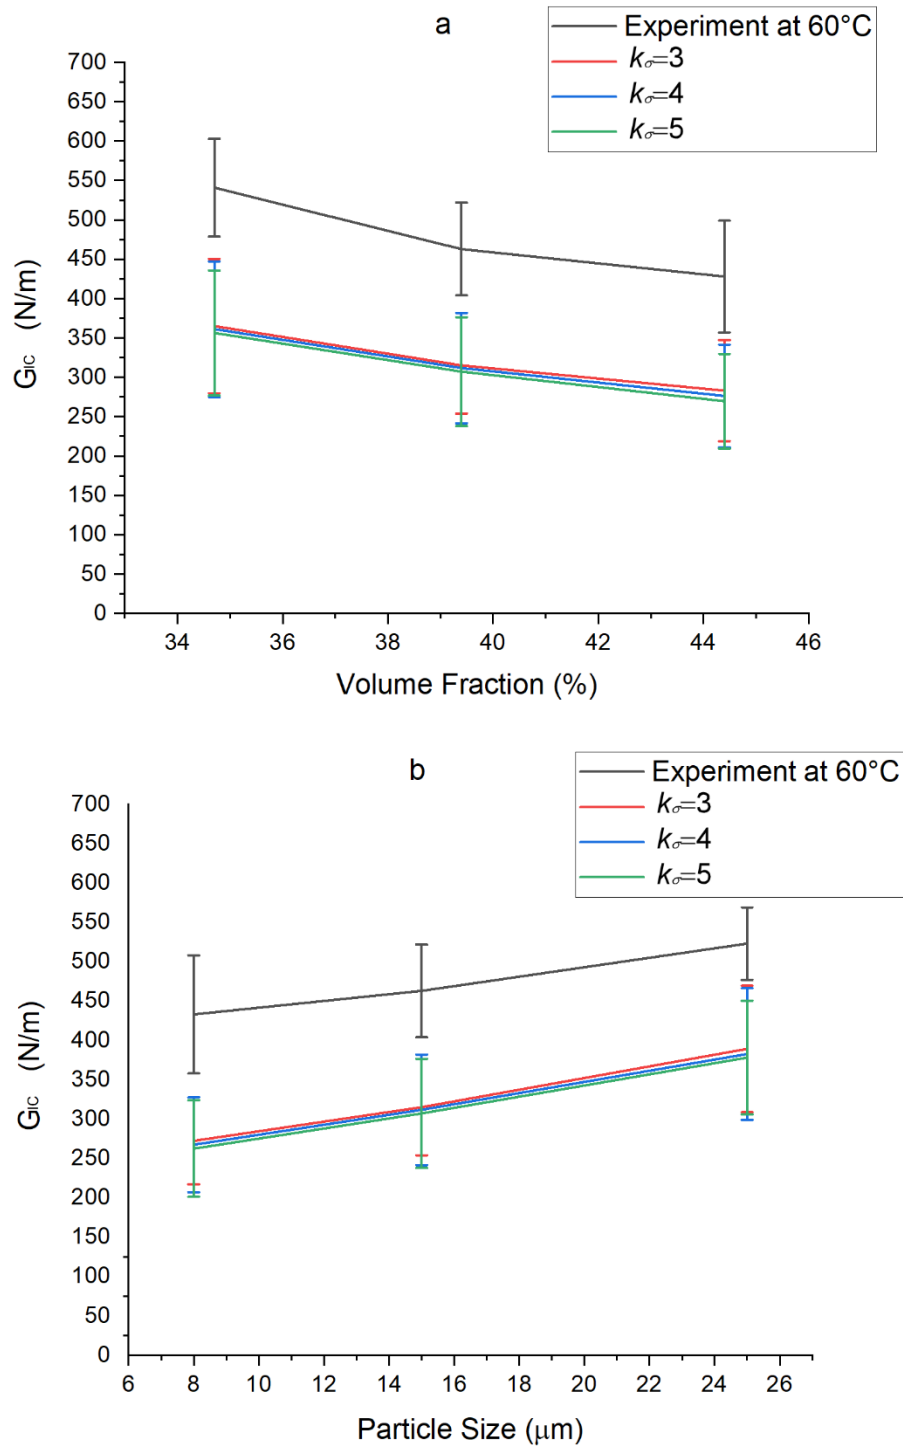 a
Experiment at 60°C
kσ=3
kσ=4
kσ=5
700
650
600
550
500
450
400
350
300
250
200
150
100
50
0
GIC (N/m)
34 36 38 40 42 44 46
Volume Fraction (%)
b
Experiment at 60°C
kσ=3
kσ=4
kσ=5
700
650
600
550
500
450
400
350
300
250
200
150
100
50
0
GIC (N/m)
6 8 10 12 14 16 18 20 22 24 26
Particle Size (μm)